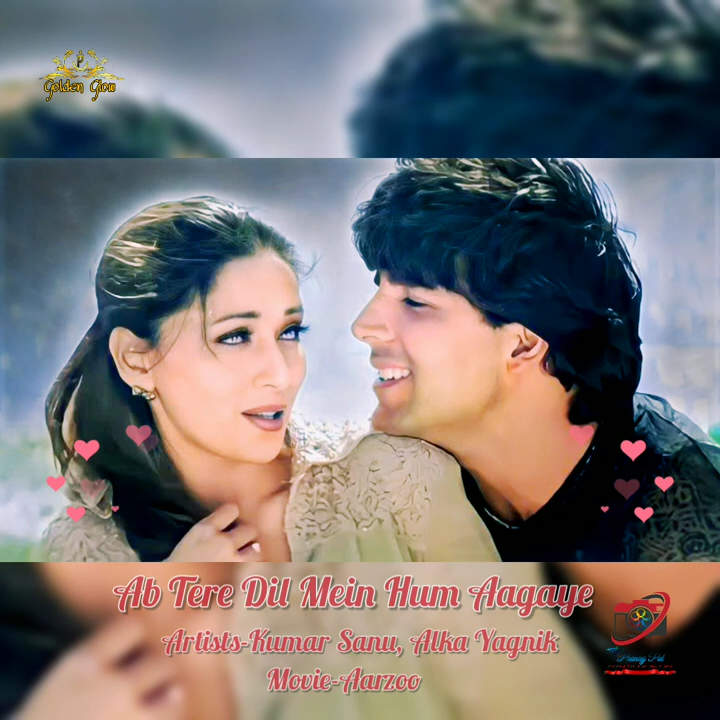 Golden Glow
Ab Tere Dil Mein Hum Aagaye
Artists-Kumar Sanu, Alka Yagnik
Movie-Aarzoo